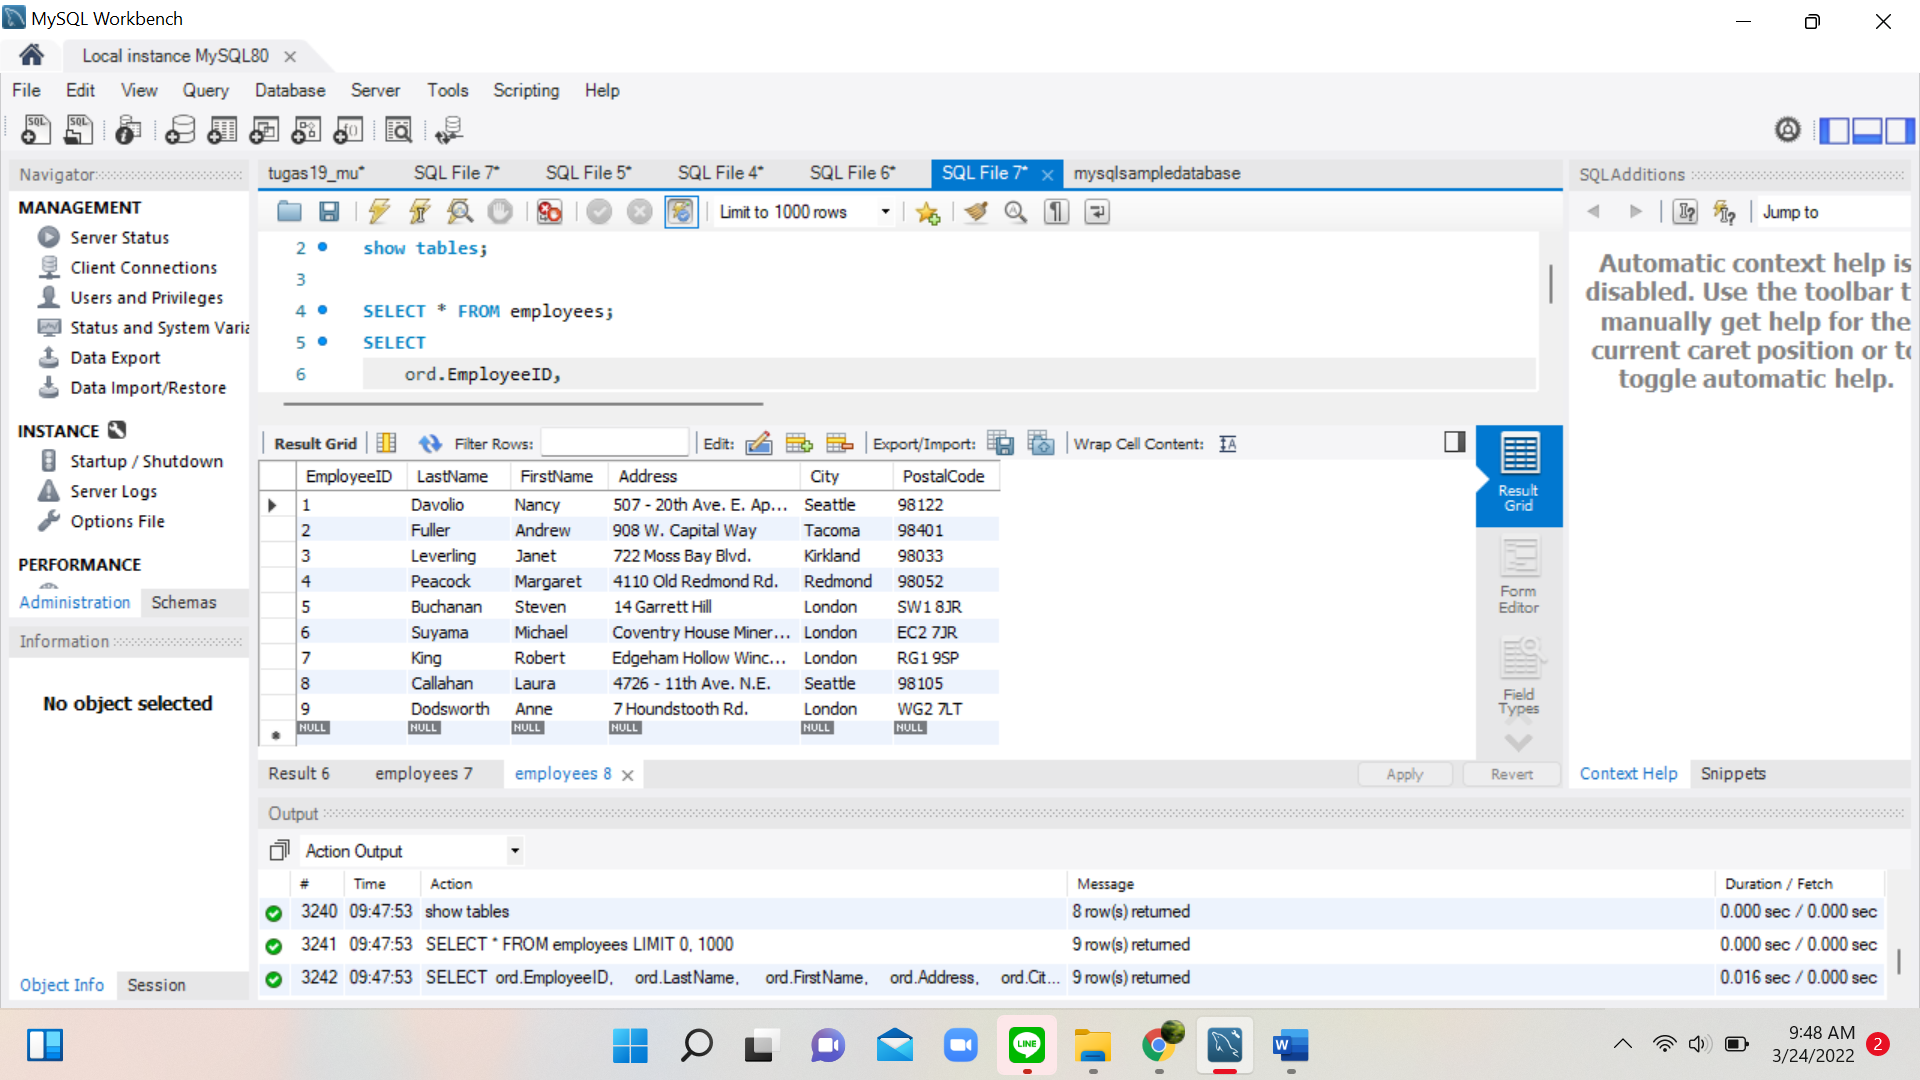 MySQL Workbench
Local instance MySQL80
File Edit View Query Database Server Tools Scripting Help
Navigator
MANAGEMENT
Server Status
Client Connections
Users and Privileges
Status and System Varia
Data Export
Data Import/Restore
INSTANCE
Startup / Shutdown
Server Logs
Options File
PERFORMANCE
Administration Schemas
Information
No object selected
Object Info Session
tugas19_mu* SQL File 7* SQL File 5* SQL File 4* SQL File 6* SQL File 7* mysqlsampledatabase
Limit to 1000 rows
2 show tables;
3
4 SELECT * FROM employees;
5 SELECT
6 ord.EmployeeID,
Result Grid Filter Rows: Edit: Export/Import: Wrap Cell Content:
EmployeeID LastName FirstName Address City PostalCode
1 Davolio Nancy 507 - 20th Ave. E. Ap... Seattle 98122
2 Fuller Andrew 908 W. Capital Way Tacoma 98401
3 Leverling Janet 722 Moss Bay Blvd. Kirkland 98033
4 Peacock Margaret 4110 Old Redmond Rd. Redmond 98052
5 Buchanan Steven 14 Garrett Hill London SW1 8JR
6 Suyama Michael Coventry House Miner... London EC2 7JR
7 King Robert Edgeham Hollow Winc... London RG1 9SP
8 Callahan Laura 4726 - 11th Ave. N.E. Seattle 98105
9 Dodsworth Anne 7 Houndstooth Rd. London WG2 7LT
NULL NULL NULL NULL NULL NULL
Result
Grid
Form
Editor
Field
Types
Result 6 employees 7 employees 8
Apply Revert
SQLAdditions
Jump to
Automatic context help is
disabled. Use the toolbar t
manually get help for the
current caret position or to
toggle automatic help.
Context Help Snippets
Output
Action Output
# Time Action Message Duration / Fetch
3240 09:47:53 show tables 8 row(s) returned 0.000 sec / 0.000 sec
3241 09:47:53 SELECT * FROM employees LIMIT 0, 1000 9 row(s) returned 0.000 sec / 0.000 sec
3242 09:47:53 SELECT ord.EmployeeID, ord.LastName, ord.FirstName, ord.Address, ord.Cit... 9 row(s) returned 0.016 sec / 0.000 sec
LINE
W
9:48 AM
3/24/2022
2